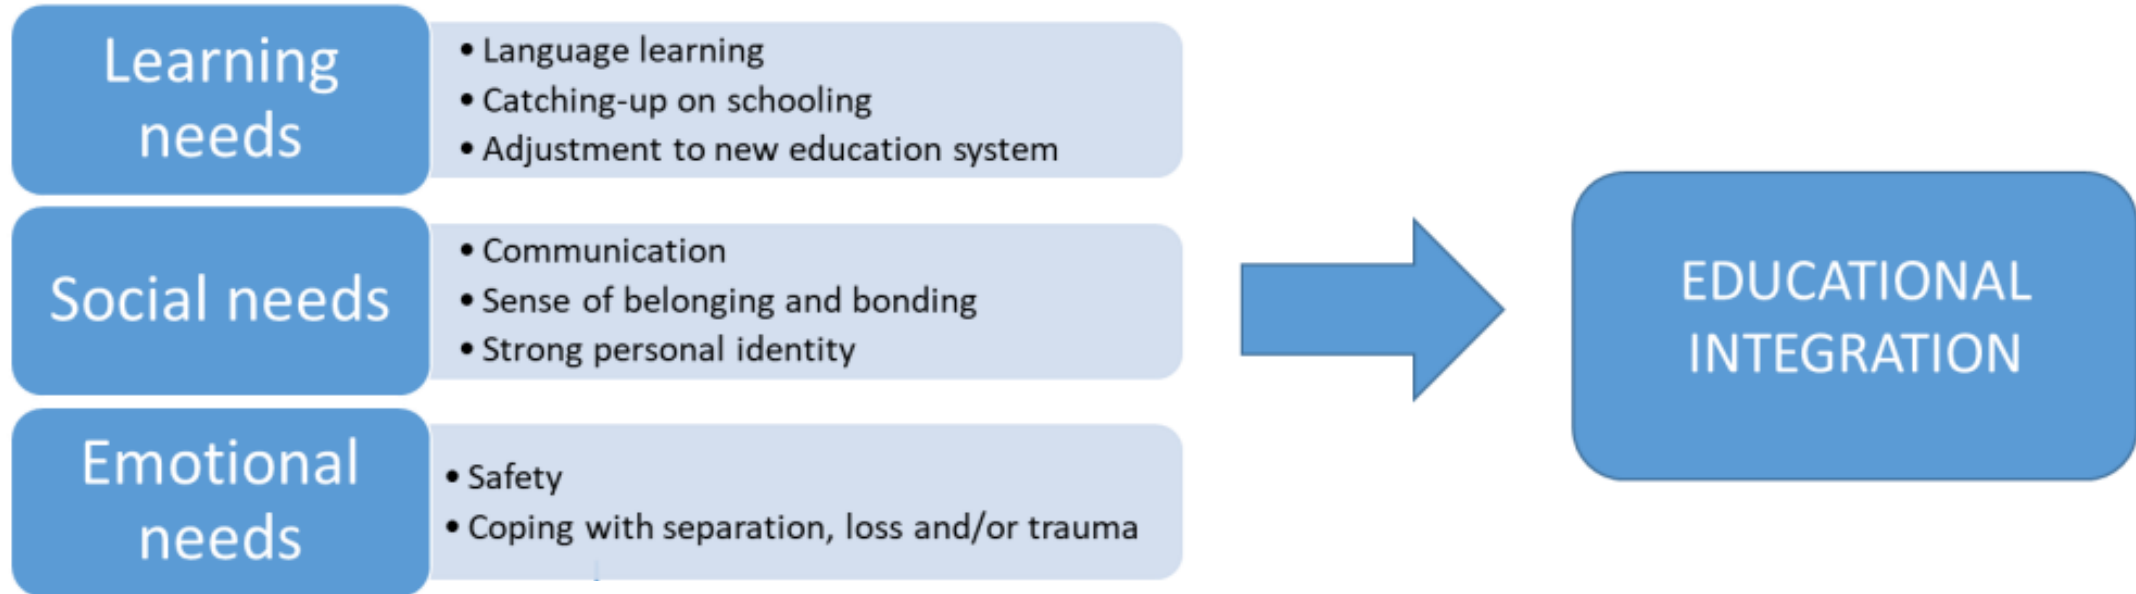 Learning
needs
• Language learning
• Catching-up on schooling
• Adjustment to new education system
Social needs
• Communication
• Sense of belonging and bonding
• Strong personal identity
Emotional
needs
• Safety
• Coping with separation, loss and/or trauma
EDUCATIONAL
INTEGRATION